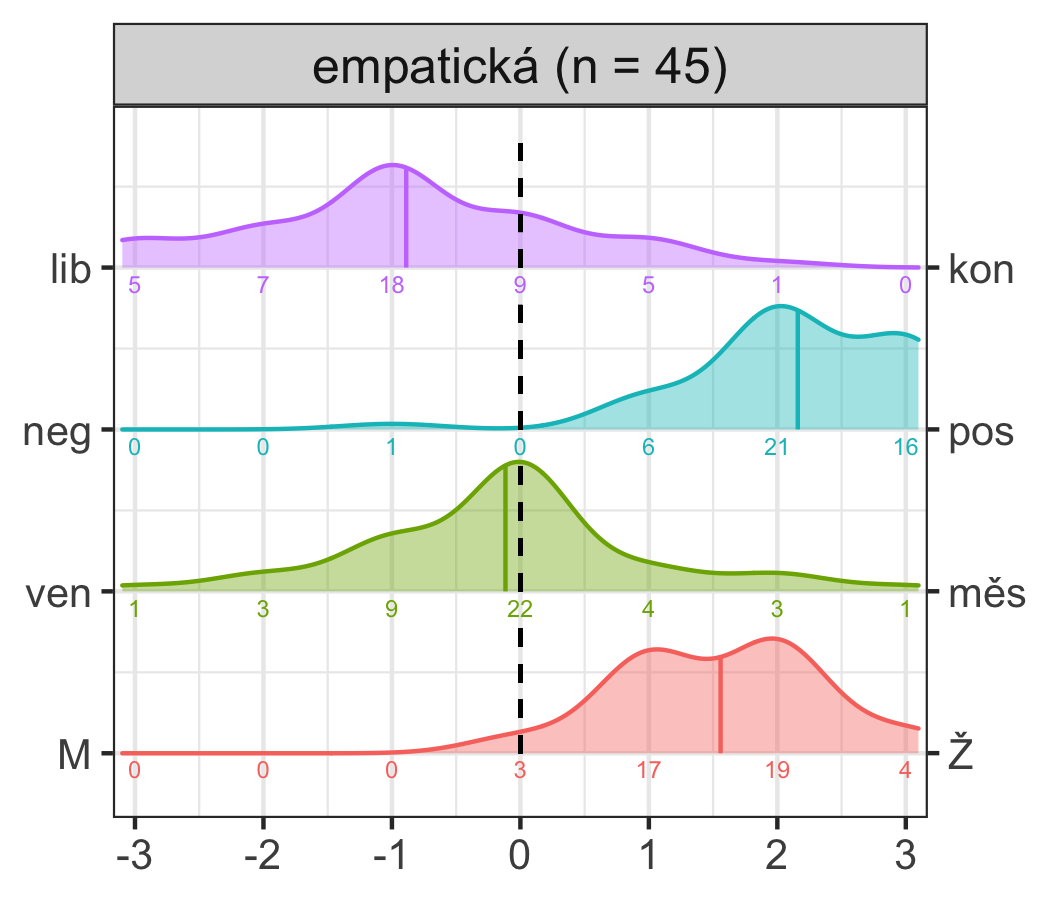 empatická (n = 45)
lib kon
5 7 18 9 5 1 0
neg pos
0 0 1 0 6 21 16
ven měs
1 3 9 22 4 3 1
M Ž
0 0 0 3 17 19 4
-3 -2 -1 0 1 2 3